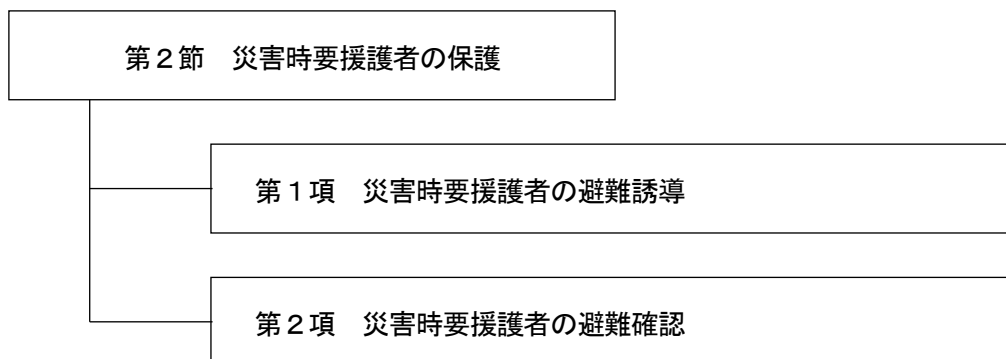 第２節　災害時要援護者の保護
第１項　災害時要援護者の避難誘導
第２項　災害時要援護者の避難確認